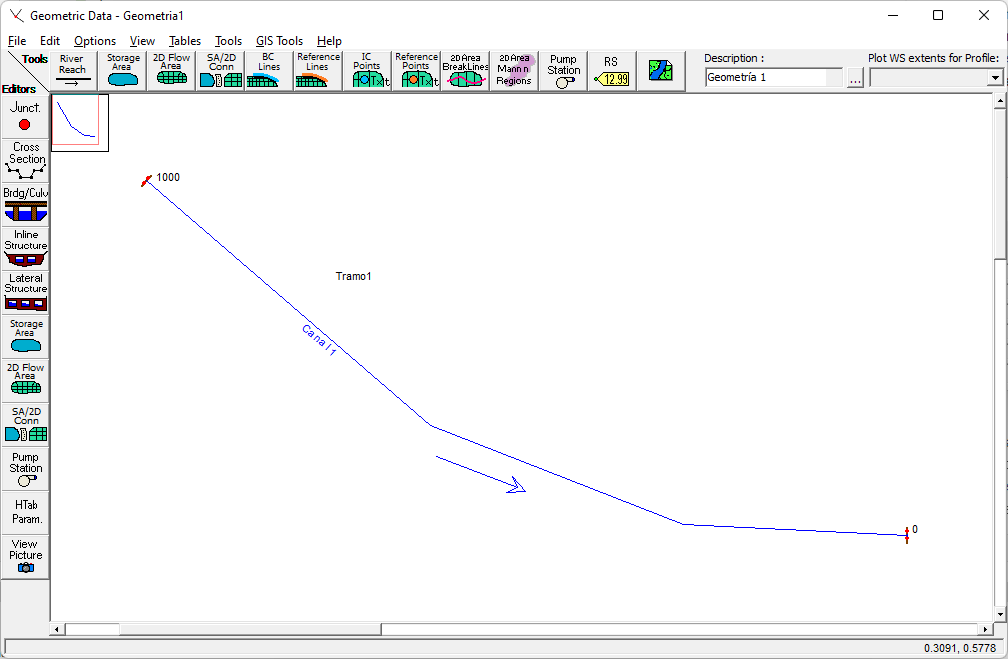 Geometric Data - Geometria1
File Edit Options View Tables Tools GIS Tools Help
Tools
Editors
River
Reach
Storage
Area
2D Flow
Area
SA/2D
Conn
BC
Lines
Reference
Lines
IC
Points
Reference
Points
2D Area
BreakLines
2D Area
Mann n
Regions
Pump
Station
RS
12.99
Description :
Geometría 1
...
Plot WS extents for Profile:
Junct.
Cross
Section
Brdg/Culv
Inline
Structure
Lateral
Structure
Storage
Area
2D Flow
Area
SA/2D
Conn
Pump
Station
HTab
Param.
View
Picture
1000
Tramo1
Canal1
0
0.3091, 0.5778